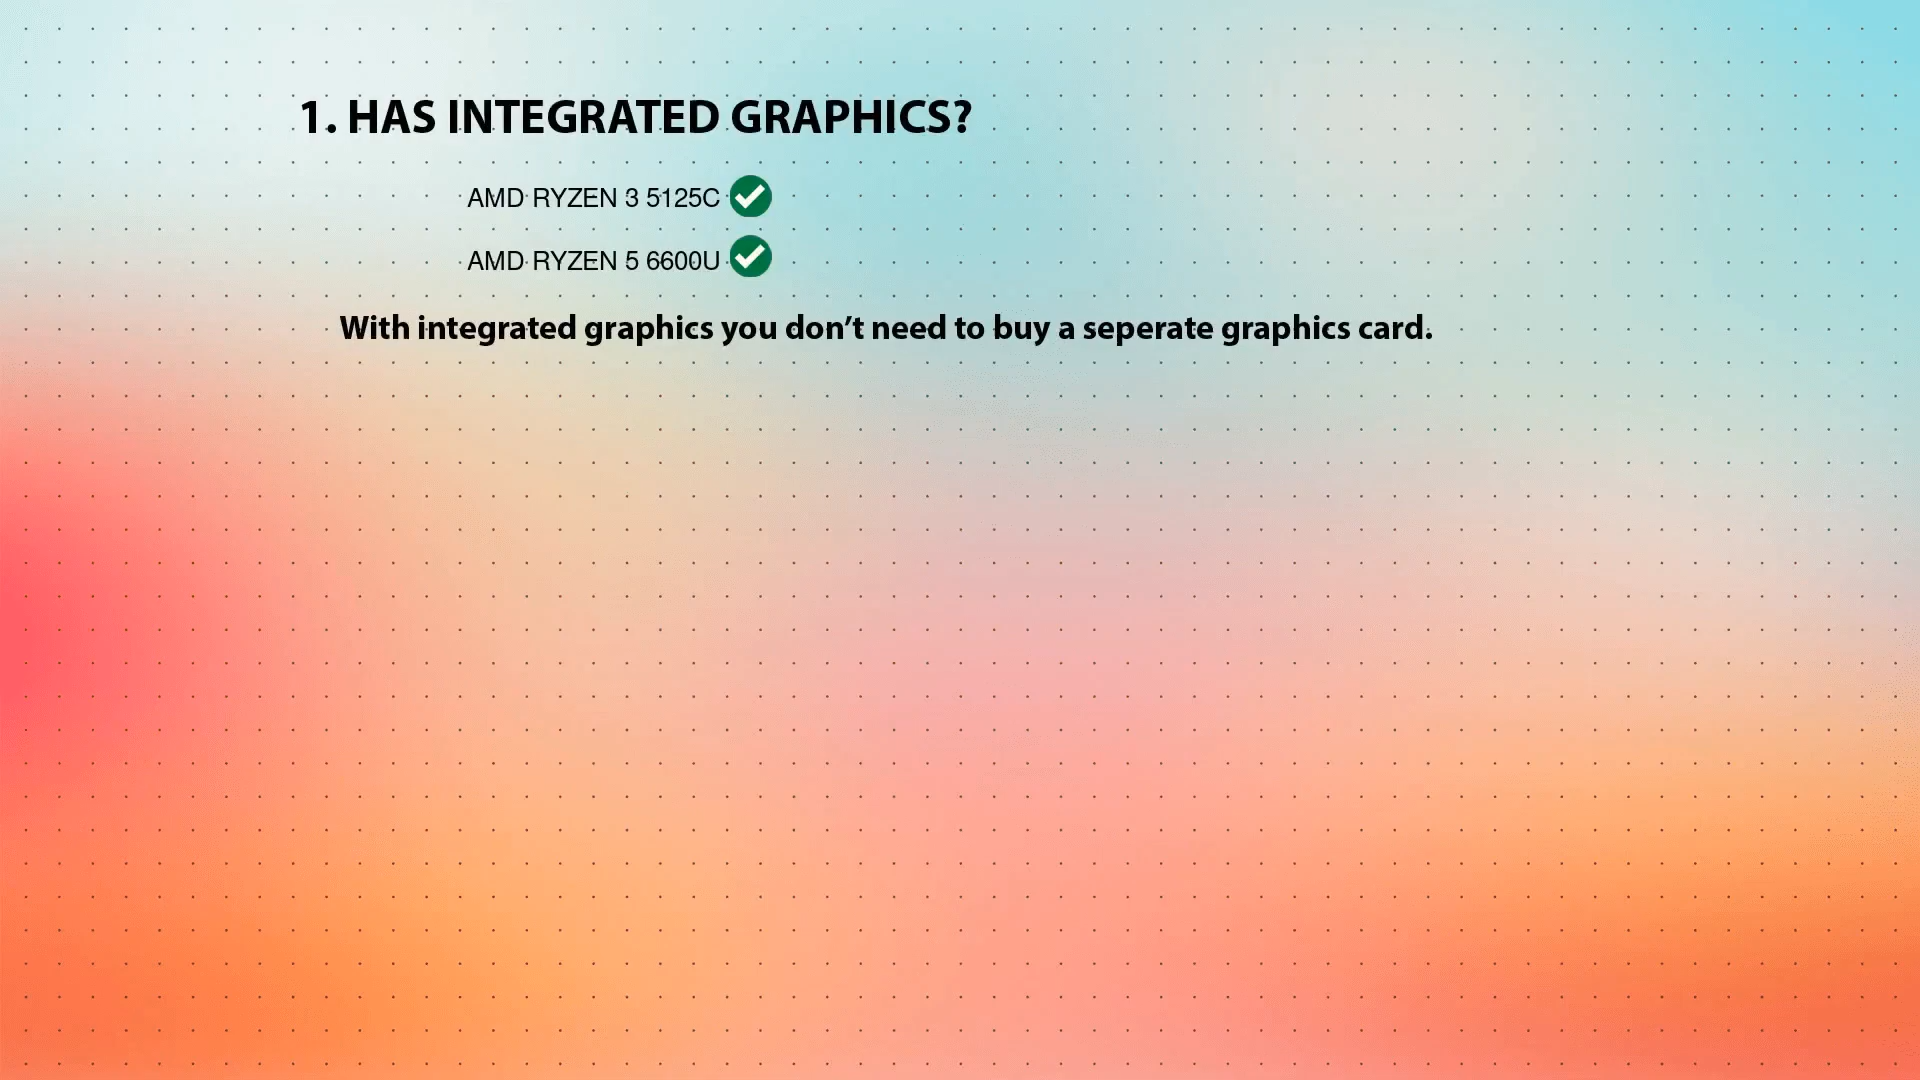 1. HAS INTEGRATED GRAPHICS?
AMD RYZEN 3 5125C
AMD RYZEN 5 6600U
With integrated graphics you don’t need to buy a seperate graphics card.